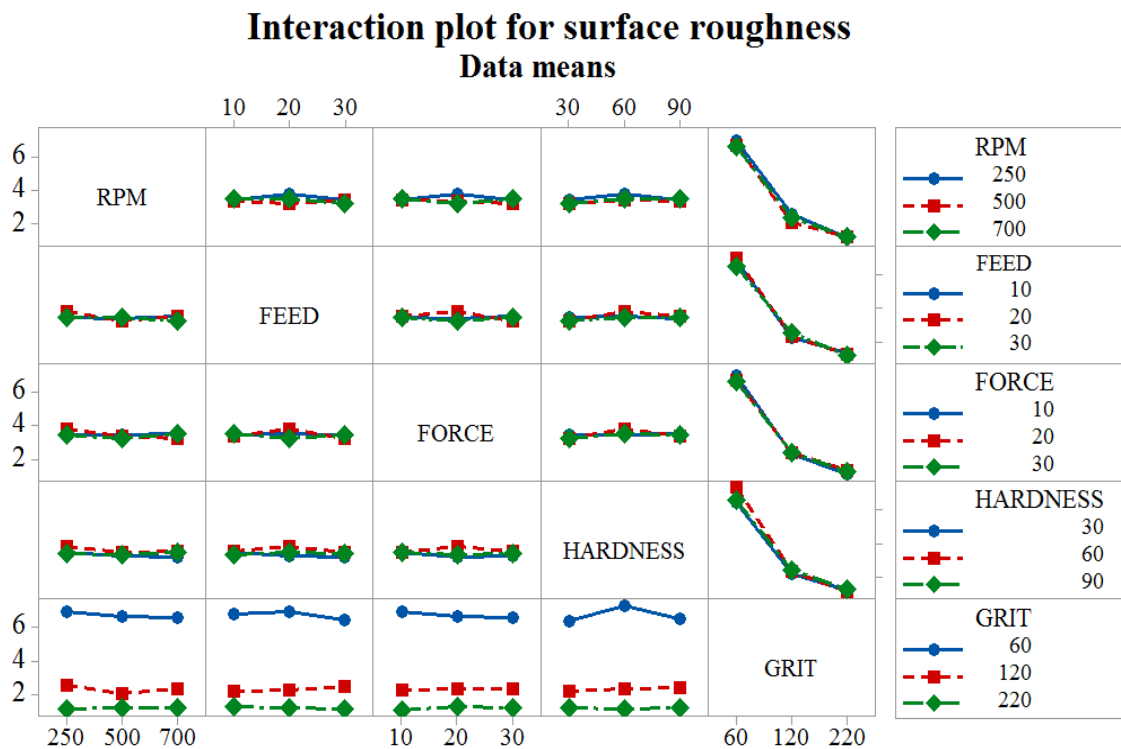 Interaction plot for surface roughness
Data means
10 20 30 30 60 90
6
4
2
RPM
FEED
6
4
2
FORCE
HARDNESS
6
4
2
GRIT
250 500 700 10 20 30 60 120 220
RPM
250
500
700
FEED
10
20
30
FORCE
10
20
30
HARDNESS
30
60
90
GRIT
60
120
220